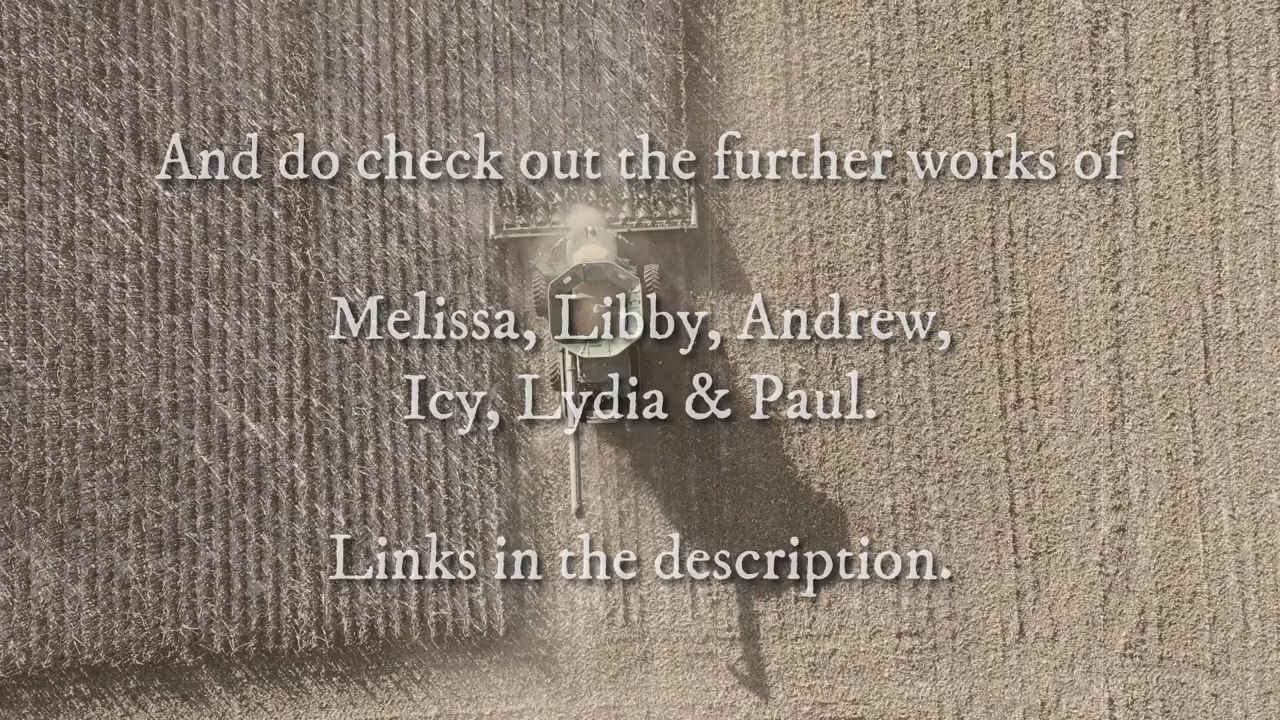 And do check out the further works of
Melissa, Libby, Andrew,
Icy, Lydia & Paul.
Links in the description.